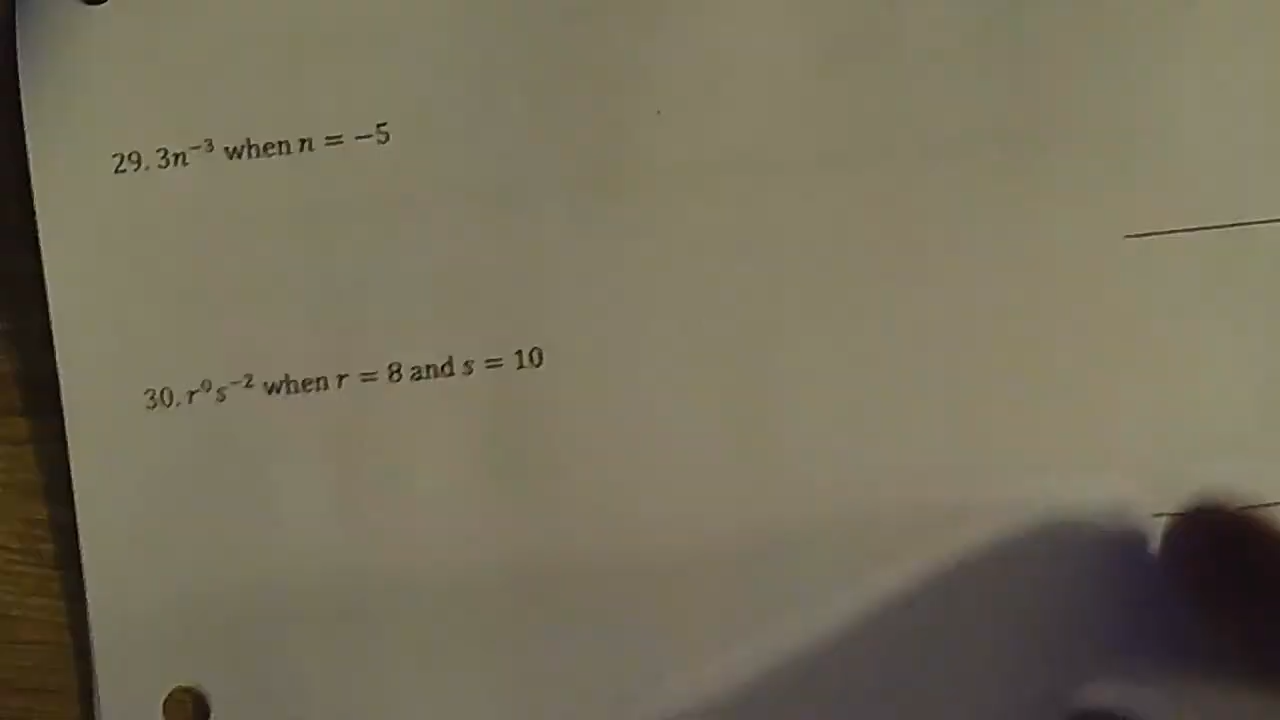 29. 3n⁻³ when n = −5
30. r⁰s⁻² when r = 8 and s = 10